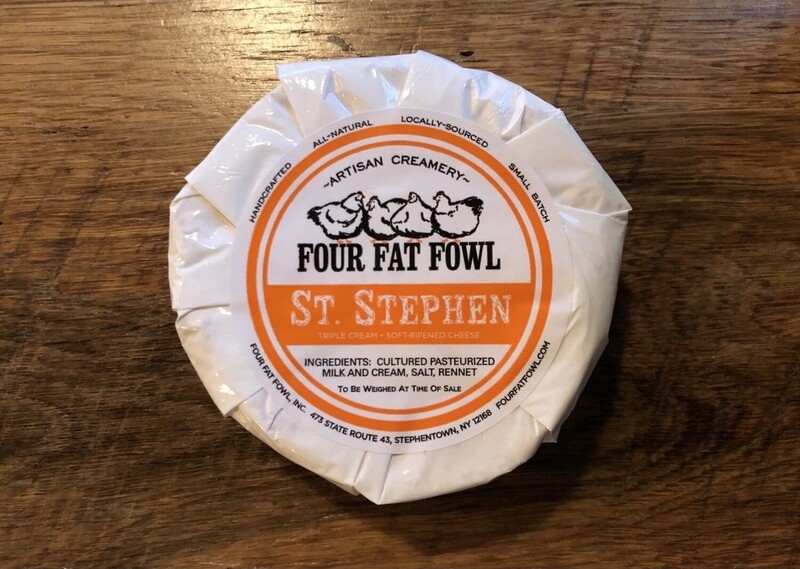 HANDCRAFTED ALL-NATURAL LOCALLY-SOURCED SMALL BATCH
~ARTISAN CREAMERY~
FOUR FAT FOWL
ST. STEPHEN
TRIPLE CREAM • SOFT-RIPENED CHEESE
INGREDIENTS: CULTURED PASTEURIZED
MILK AND CREAM, SALT, RENNET
TO BE WEIGHED AT TIME OF SALE
FOUR FAT FOWL, INC. 473 STATE ROUTE 43, STEPHENTOWN, NY 12168 FOURFATFOWL.COM